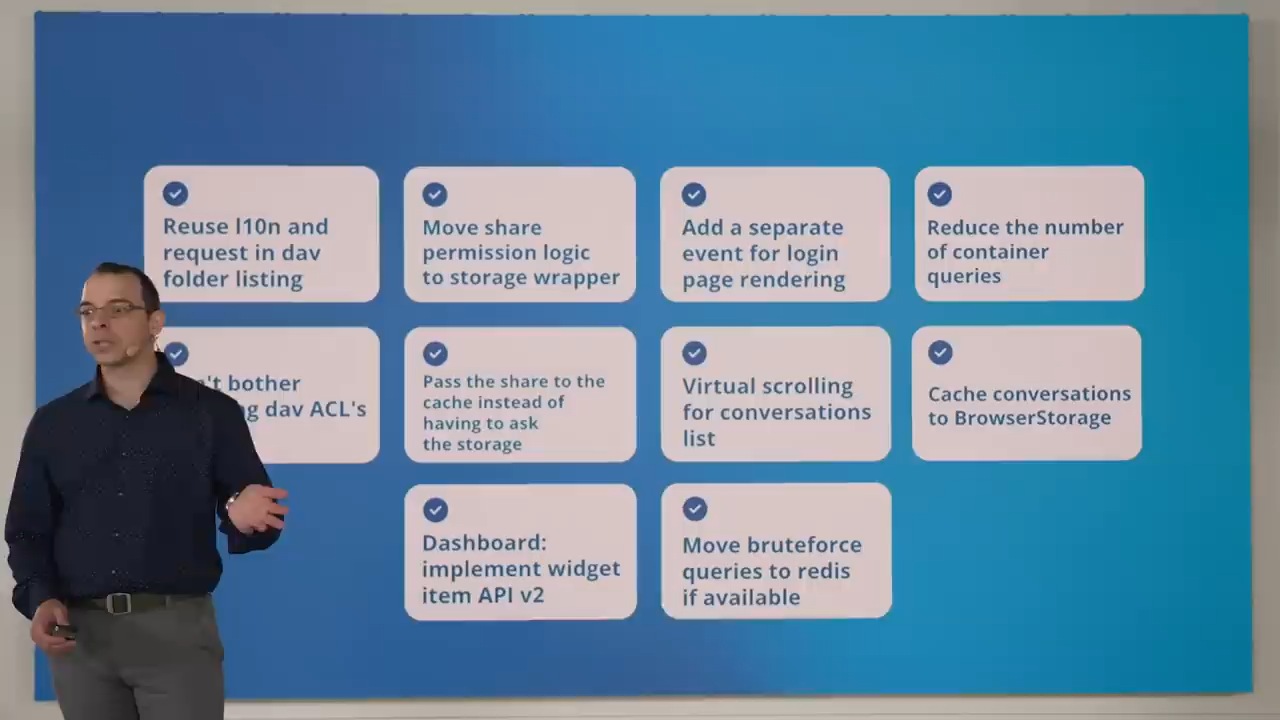 Reuse l10n and
request in dav
folder listing
Move share
permission logic
to storage wrapper
Add a separate
event for login
page rendering
Reduce the number
of container
queries
bother
dav ACL's
Pass the share to the
cache instead of
having to ask
the storage
Virtual scrolling
for conversations
list
Cache conversations
to BrowserStorage
Dashboard:
implement widget
item API v2
Move bruteforce
queries to redis
if available